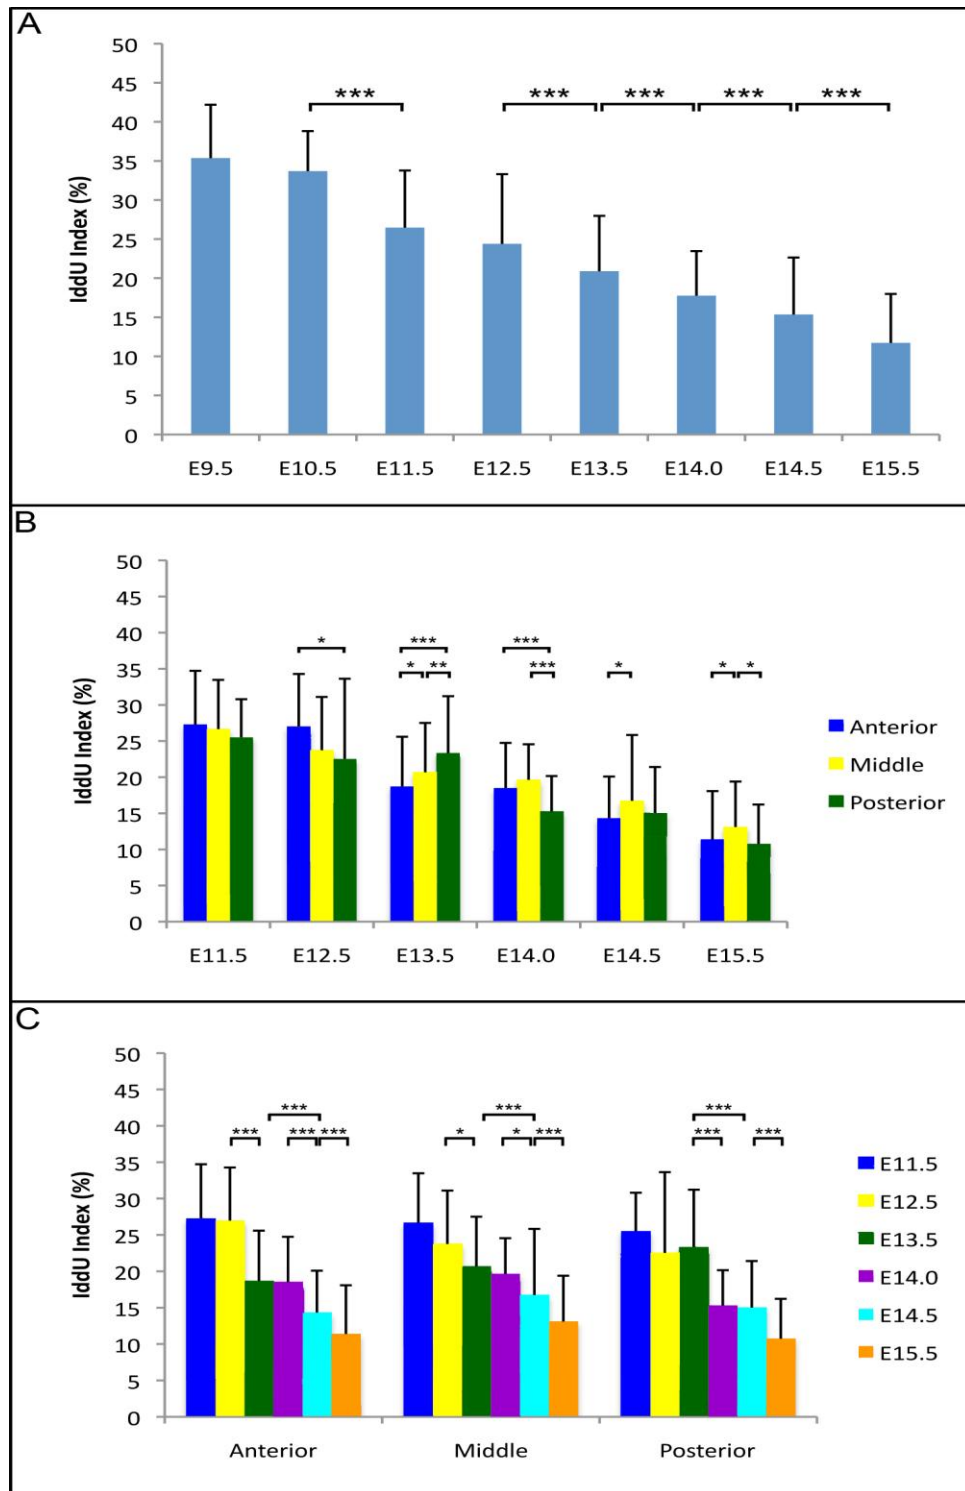 A
50
45
40
35
30
25
20
15
10
5
0
IddU Index (%)
*** *** *** *** ***
E9.5 E10.5 E11.5 E12.5 E13.5 E14.0 E14.5 E15.5
B
50
45
40
35
30
25
20
15
10
5
0
IddU Index (%)
* *** ***
* ** *** * * *
E11.5 E12.5 E13.5 E14.0 E14.5 E15.5
Anterior
Middle
Posterior
C
50
45
40
35
30
25
20
15
10
5
0
IddU Index (%)
*** *** ***
*** *** *** * * *** *** ***
Anterior Middle Posterior
E11.5
E12.5
E13.5
E14.0
E14.5
E15.5